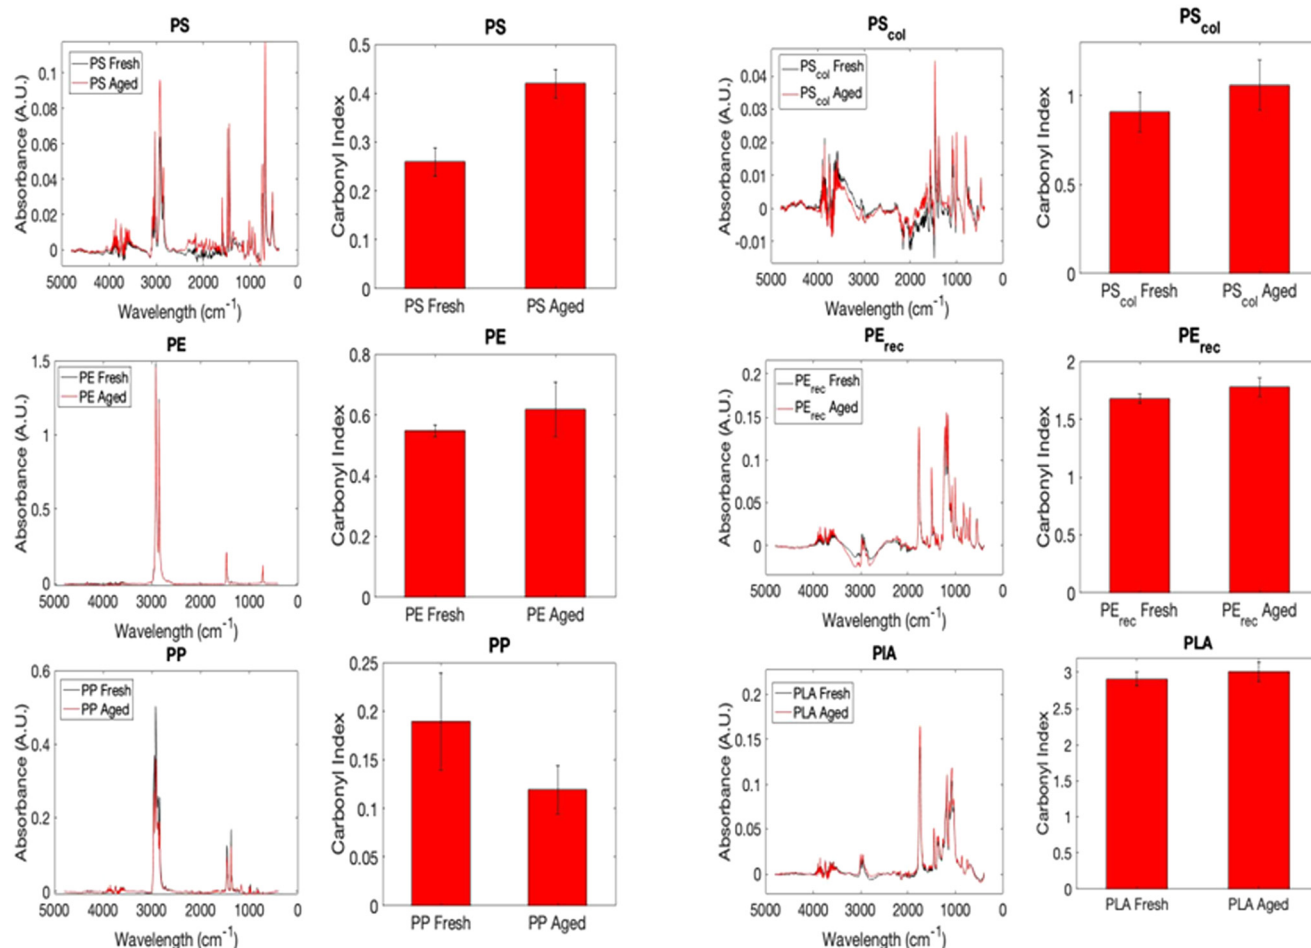 PS
PS Fresh
PS Aged
Absorbance (A.U.)
0.1
0.08
0.06
0.04
0.02
0
5000 4000 3000 2000 1000 0
Wavelength (cm-1)
PS
Carbonyl Index
0.5
0.4
0.3
0.2
0.1
0
PS Fresh PS Aged
PScol
PScol Fresh
PScol Aged
Absorbance (A.U.)
0.04
0.03
0.02
0.01
0
-0.01
5000 4000 3000 2000 1000 0
Wavelength (cm-1)
PScol
Carbonyl Index
1
0.5
0
PScol Fresh PScol Aged
PE
PE Fresh
PE Aged
Absorbance (A.U.)
1.5
1
0.5
0
5000 4000 3000 2000 1000 0
Wavelength (cm-1)
PE
Carbonyl Index
0.8
0.6
0.4
0.2
0
PE Fresh PE Aged
PErec
PErec Fresh
PErec Aged
Absorbance (A.U.)
0.2
0.15
0.1
0.05
0
5000 4000 3000 2000 1000 0
Wavelength (cm-1)
PErec
Carbonyl Index
2
1.5
1
0.5
0
PErec Fresh PErec Aged
PP
PP Fresh
PP Aged
Absorbance (A.U.)
0.6
0.4
0.2
0
5000 4000 3000 2000 1000 0
Wavelength (cm-1)
PP
Carbonyl Index
0.25
0.20
0.15
0.10
0.05
0
PP Fresh PP Aged
PlA
PLA Fresh
PLA Aged
Absorbance (A.U.)
0.2
0.15
0.1
0.05
0
5000 4000 3000 2000 1000 0
Wavelength (cm-1)
PLA
Carbonyl Index
3
2.5
2
1.5
1
0.5
0
PLA Fresh PLA Aged